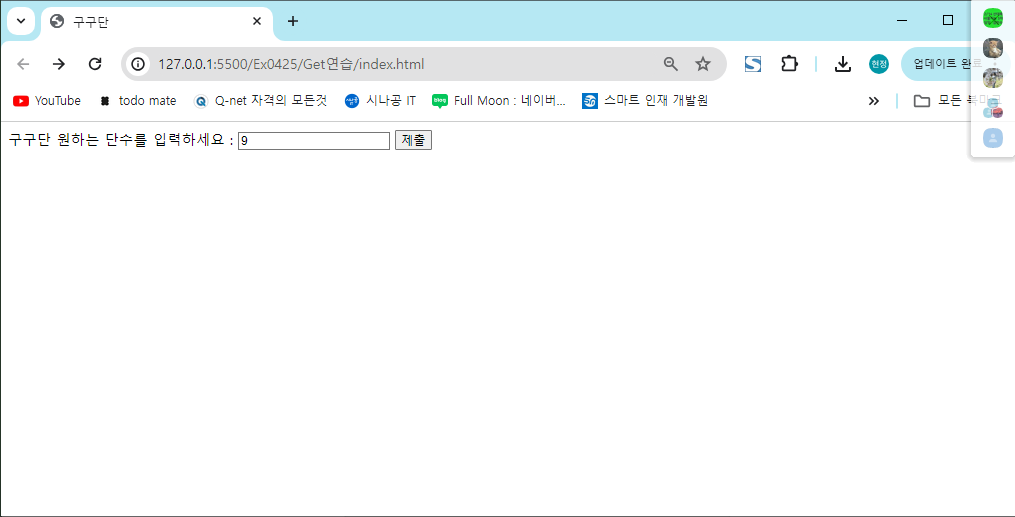 구구단
127.0.0.1:5500/Ex0425/Get연습/index.html
현정
업데이트 완료
YouTube
todo mate
Q-net 자격의 모든것
시나공 IT
blog
Full Moon : 네이버...
스마트 인재 개발원
모든 북마크
구구단 원하는 단수를 입력하세요 : 9 제출